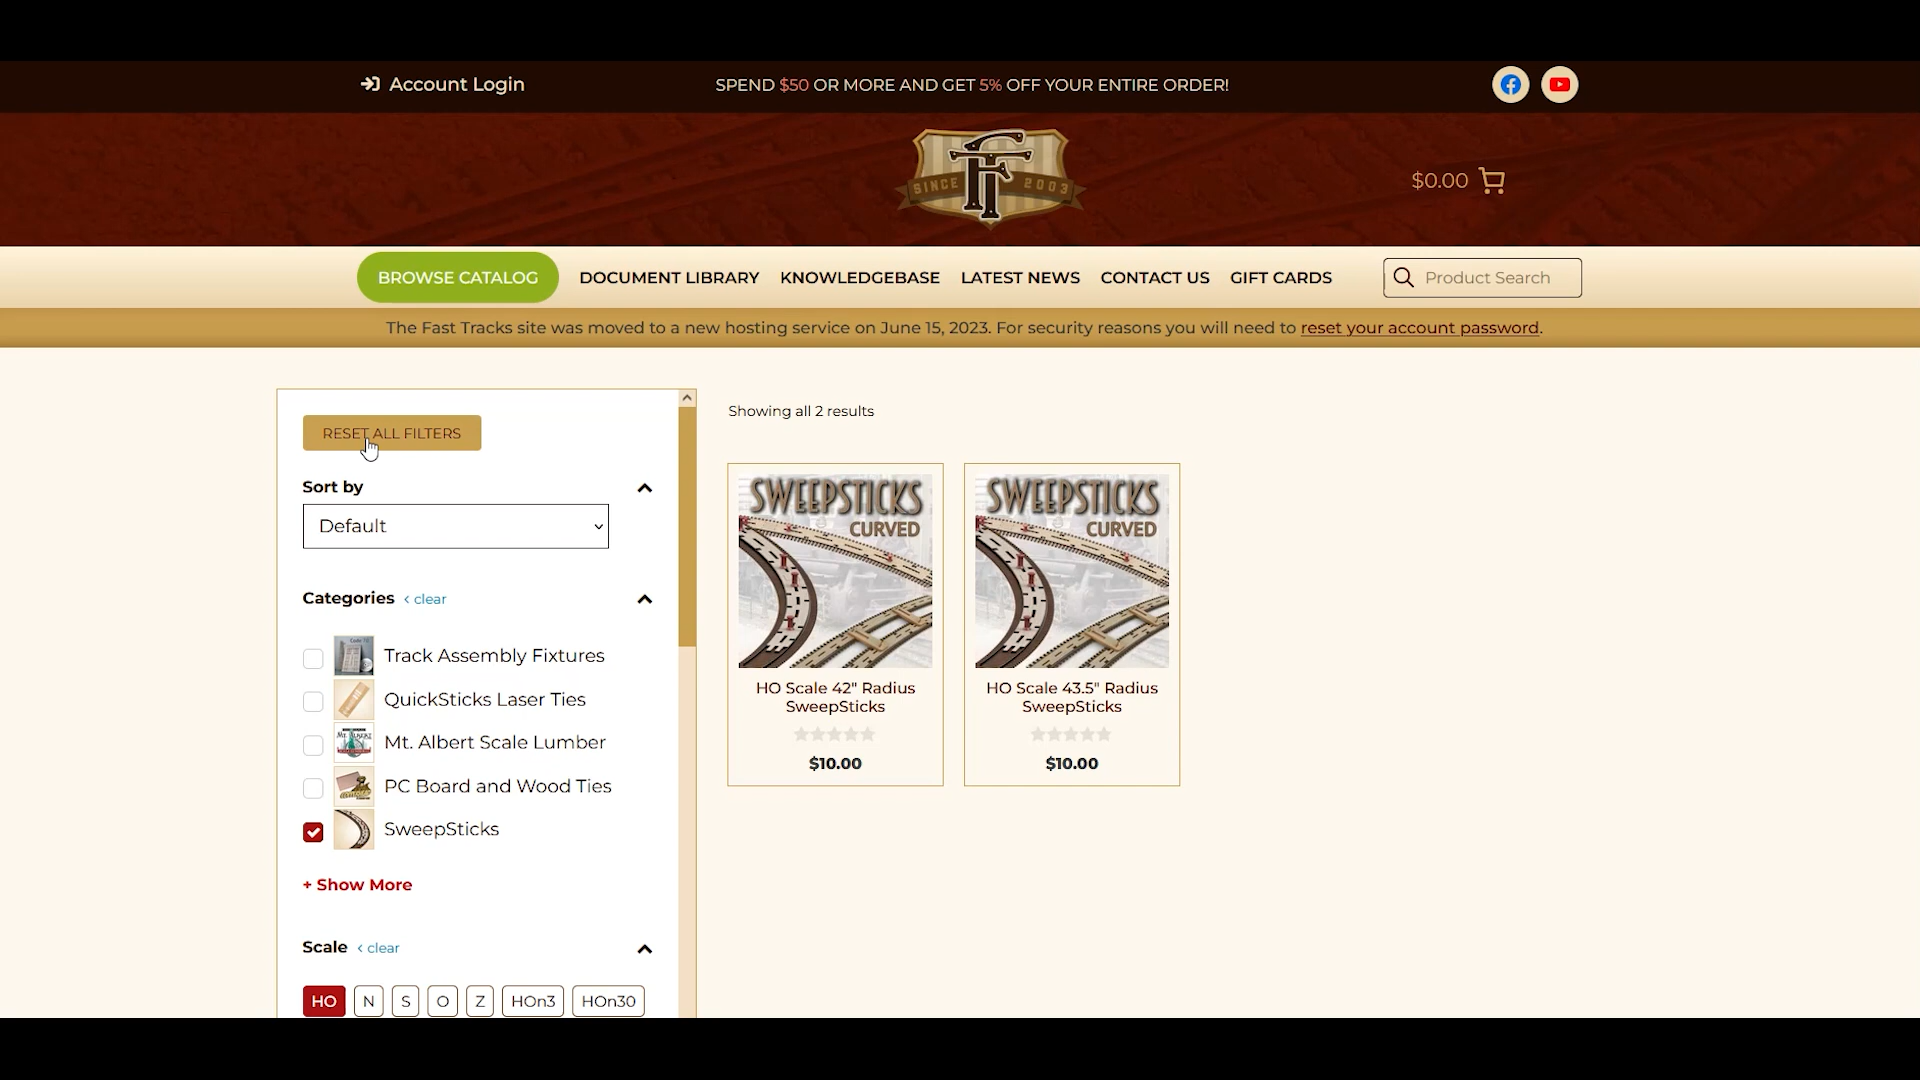 Account Login
SPEND $50 OR MORE AND GET 5% OFF YOUR ENTIRE ORDER!
FT
SINCE 2003
$0.00
BROWSE CATALOG
DOCUMENT LIBRARY
KNOWLEDGEBASE
LATEST NEWS
CONTACT US
GIFT CARDS
Product Search
The Fast Tracks site was moved to a new hosting service on June 15, 2023. For security reasons you will need to reset your account password.
RESET ALL FILTERS
Sort by
Default
Categories ‹ clear
Track Assembly Fixtures
QuickSticks Laser Ties
Mt. Albert Scale Lumber
PC Board and Wood Ties
SweepSticks
+ Show More
Scale ‹ clear
HO N S O Z HOn3 HOn30
Showing all 2 results
SWEEPSTICKS
CURVED
HO Scale 42" Radius
SweepSticks
$10.00
SWEEPSTICKS
CURVED
HO Scale 43.5" Radius
SweepSticks
$10.00